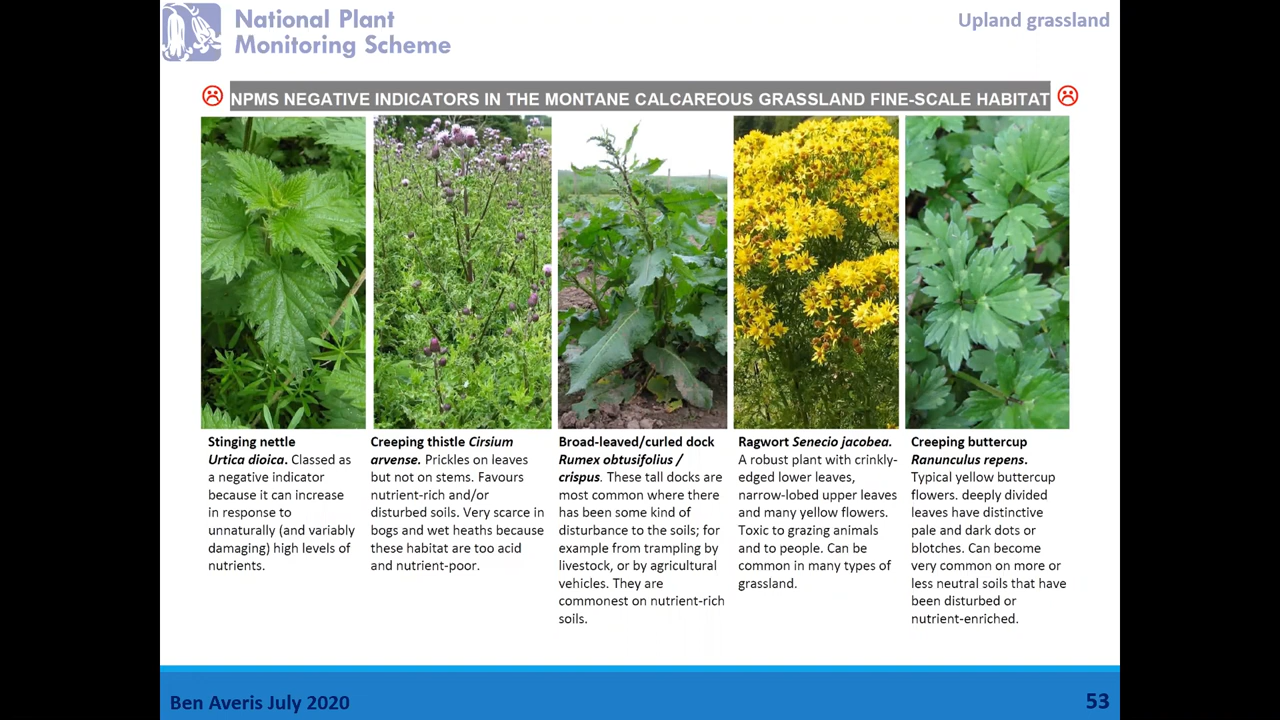 National Plant
Monitoring Scheme
Upland grassland
NPMS NEGATIVE INDICATORS IN THE MONTANE CALCAREOUS GRASSLAND FINE-SCALE HABITAT
Stinging nettle
Urtica dioica. Classed as
a negative indicator
because it can increase
in response to
unnaturally (and variably
damaging) high levels of
nutrients.
Creeping thistle Cirsium
arvense. Prickles on leaves
but not on stems. Favours
nutrient-rich and/or
disturbed soils. Very scarce in
bogs and wet heaths because
these habitat are too acid
and nutrient-poor.
Broad-leaved/curled dock
Rumex obtusifolius /
crispus. These tall docks are
most common where there
has been some kind of
disturbance to the soils; for
example from trampling by
livestock, or by agricultural
vehicles. They are
commonest on nutrient-rich
soils.
Ragwort Senecio jacobea.
A robust plant with crinkly-
edged lower leaves,
narrow-lobed upper leaves
and many yellow flowers.
Toxic to grazing animals
and to people. Can be
common in many types of
grassland.
Creeping buttercup
Ranunculus repens.
Typical yellow buttercup
flowers. deeply divided
leaves have distinctive
pale and dark dots or
blotches. Can become
very common on more or
less neutral soils that have
been disturbed or
nutrient-enriched.
Ben Averis July 2020
53